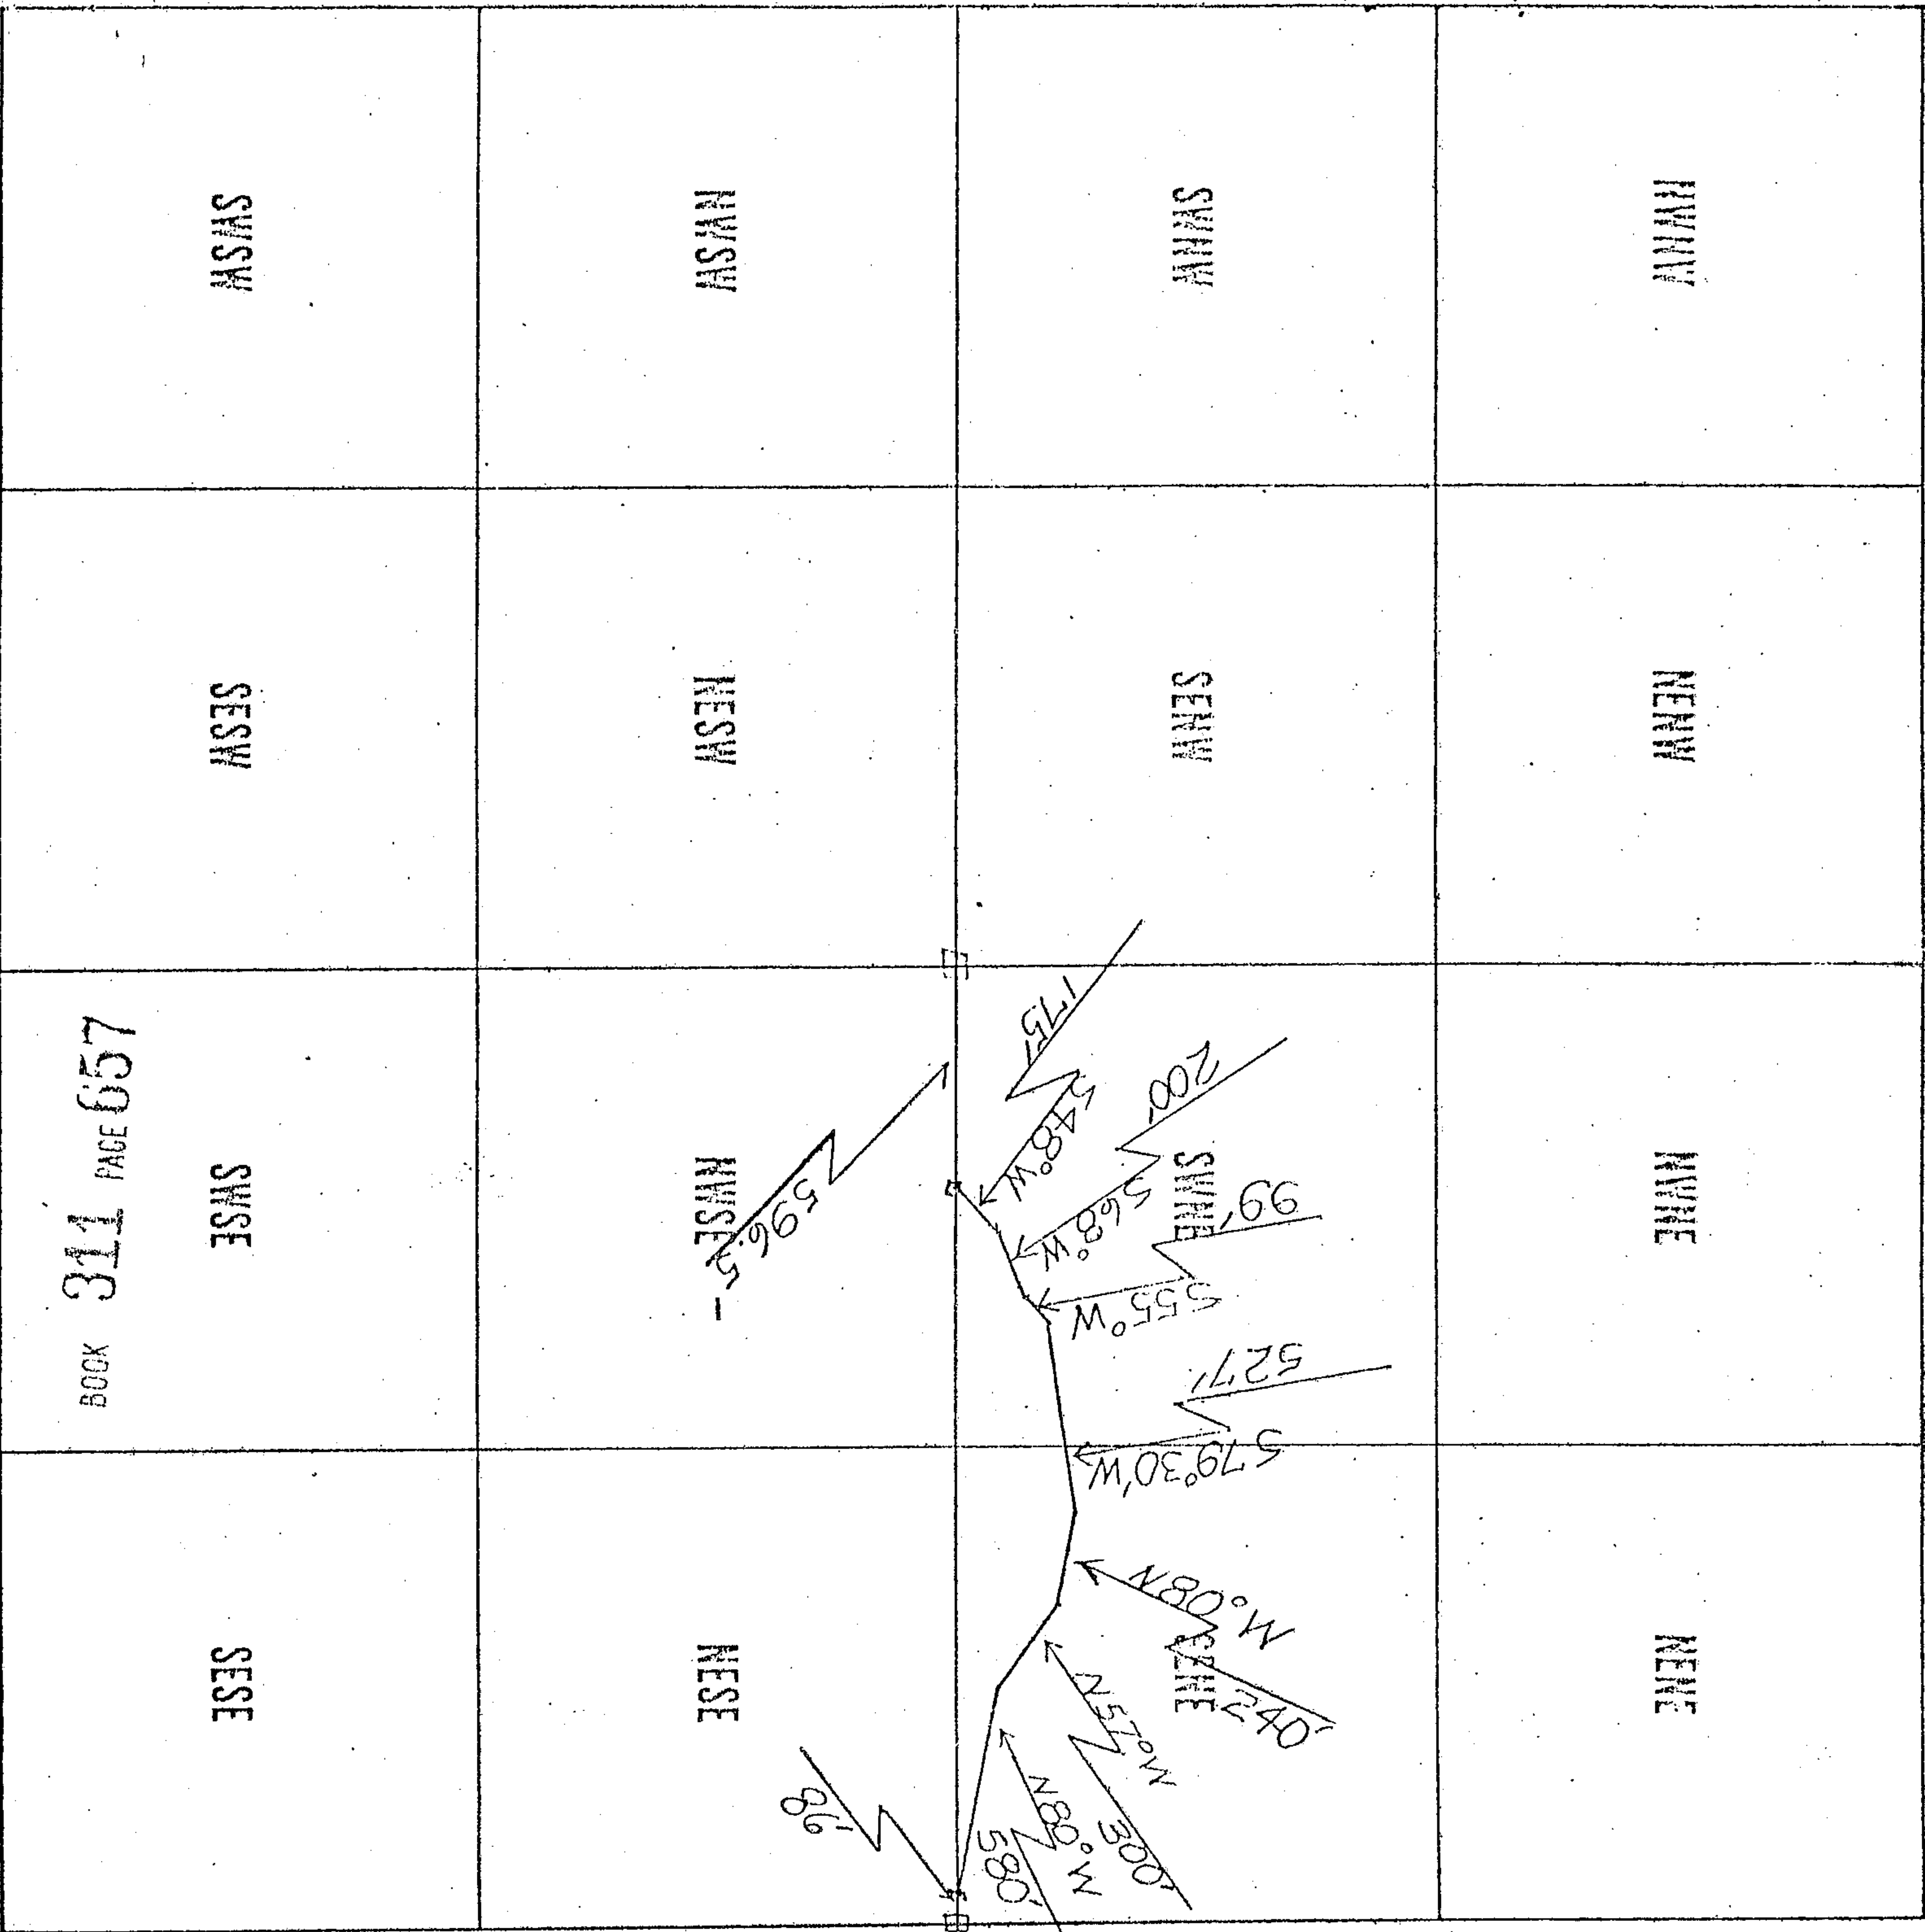 NWNW
NENW
NWNE
NENE
SWNW
SENW
SWNE
SENE
NWSW
NESW
NWSE
NESE
SWSW
SESW
SWSE
SESE
175'
S48°W
200'
S68°W
99'
S55°W
527'
S79°30'W
N80°W
240'
N57°W
300'
N80°W
580'
596.5
86'
BOOK 311 PAGE 657